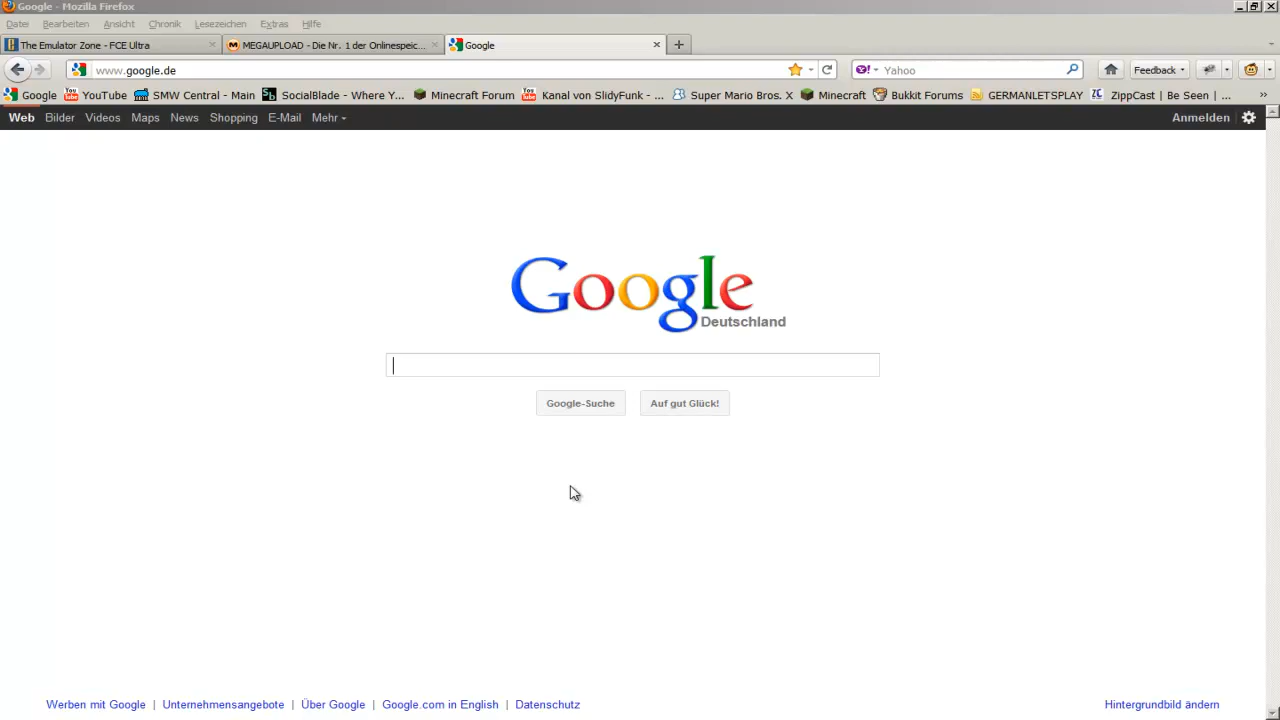 Google - Mozilla Firefox
Datei Bearbeiten Ansicht Chronik Lesezeichen Extras Hilfe
The Emulator Zone - FCE Ultra MEGAUPLOAD - Die Nr. 1 der Onlinespeic... Google
www.google.de Yahoo Feedback
Google YouTube SMW Central - Main SocialBlade - Where Y... Minecraft Forum Kanal von SlidyFunk - ... Super Mario Bros. X Minecraft Bukkit Forums GERMANLETSPLAY ZippCast | Be Seen | ...
Web Bilder Videos Maps News Shopping E-Mail Mehr Anmelden
Google
Deutschland
Google-Suche Auf gut Glück!
Werben mit Google | Unternehmensangebote | Über Google | Google.com in English | Datenschutz Hintergrundbild ändern